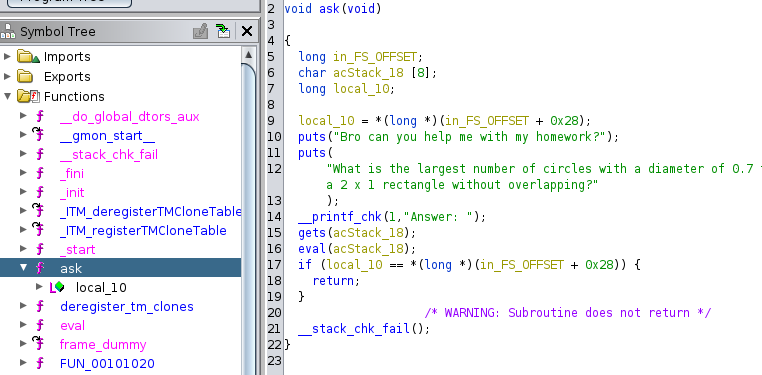 Program Tree
Symbol Tree
Imports
Exports
Functions
__do_global_dtors_aux
__gmon_start__
__stack_chk_fail
_fini
_init
_ITM_deregisterTMCloneTable
_ITM_registerTMCloneTable
_start
ask
local_10
deregister_tm_clones
eval
frame_dummy
FUN_00101020
2 void ask(void)
3
4 {
5 long in_FS_OFFSET;
6 char acStack_18 [8];
7 long local_10;
8
9 local_10 = *(long *)(in_FS_OFFSET + 0x28);
10 puts("Bro can you help me with my homework?");
11 puts(
12 "What is the largest number of circles with a diameter of 0.7
a 2 x 1 rectangle without overlapping?"
13 );
14 __printf_chk(1,"Answer: ");
15 gets(acStack_18);
16 eval(acStack_18);
17 if (local_10 == *(long *)(in_FS_OFFSET + 0x28)) {
18 return;
19 }
20 /* WARNING: Subroutine does not return */
21 __stack_chk_fail();
22 }
23